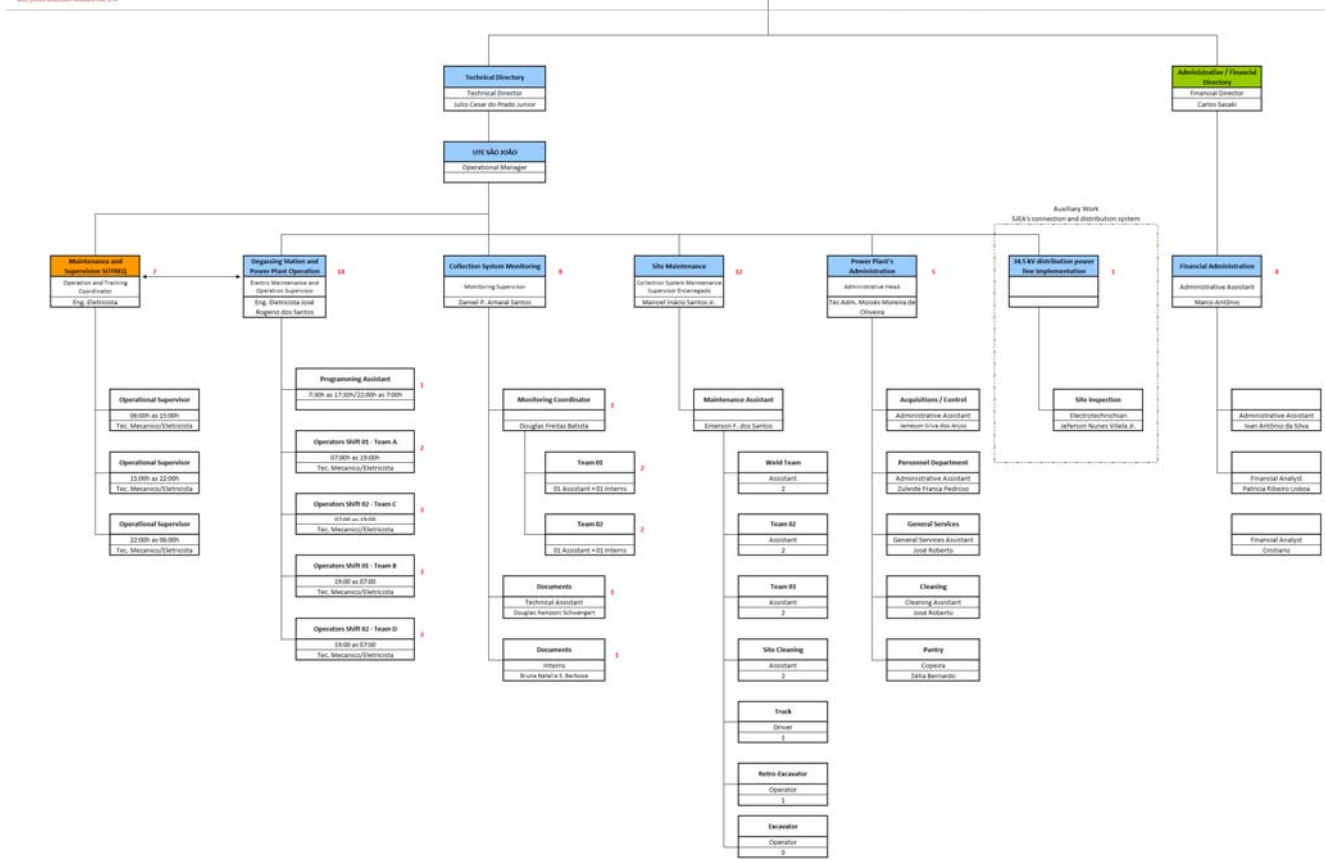 Technical Directory
Technical Director
Julio Cesar do Prado Junior
Administrative / Financial
Directory
Financial Director
Carlos Sasaki
UTE SÃO JOÃO
Operational Manager
Auxiliary Work
SJEA's connection and distribution system
Maintenance and
Supervision SOTREQ
Operation and Training
Coordinator
Eng. Eletricista
7
Degassing Station and
Power Plant Operation
Electric Maintenance and
Operation Supervisor
Eng. Eletricista José
Rogerio dos Santos
Collection System Monitoring
Monitoring Supervisor
Daniel P. Amaral Santos
8
Site Maintenance
Collection System Maintenance
Supervisor Encarregado
Manoel Inácio Santos Jr.
12
Power Plant's
Administration
Administrative Head
Tec Adm. Moisés Moreira de
Oliveira
5
34.5 kV distribution power
line implementation
1
Financial Administration
Administrative Assistant
Marco Antônio
4
Operational Supervisor
06:00h as 15:00h
Tec. Mecanico/Eletricista
Operational Supervisor
15:00h as 22:00h
Tec. Mecanico/Eletricista
Operational Supervisor
22:00h as 06:00h
Tec. Mecanico/Eletricista
Programming Assistant
7:30h as 17:30h/22:00h as 7:00h
1
Operators Shift 01 - Team A
07:00h as 19:00h
Tec. Mecanico/Eletricista
2
Operators Shift 02 - Team C
07:00 as 19:00
Tec. Mecanico/Eletricista
3
Operators Shift 01 - Team B
19:00 as 07:00
Tec. Mecanico/Eletricista
3
Operators Shift 02 - Team D
19:00 as 07:00
Tec. Mecanico/Eletricista
3
Monitoring Coordinator
Douglas Freitas Batista
1
Team 01
01 Assistant + 01 Interns
2
Team 02
01 Assistant + 01 Interns
2
Documents
Technical Assistant
Douglas Ramponi Schwengert
1
Documents
Interns
Bruna Natalie S. Barbosa
1
Maintenance Assistant
Emerson F. dos Santos
Weld Team
Assistant
2
Team 02
Assistant
2
Team 03
Assistant
2
Site Cleaning
Assistant
2
Truck
Driver
1
Retro-Excavator
Operator
1
Excavator
Operator
0
Acquisitions / Control
Administrative Assistant
Jameson Silva dos Anjos
Personnel Department
Administrative Assistant
Zuleide Franca Pedroso
General Services
General Services Assistant
José Roberto
Cleaning
Cleaning Assistant
José Roberto
Pantry
Copeira
Zélia Bernardo
Site Inspection
Electrotechnichian
Jeferson Nunes Vilela Jr.
Administrative Assistant
Ivan Antônio da Silva
Financial Analyst
Patricia Ribeiro Lisboa
Financial Analyst
Cristiano